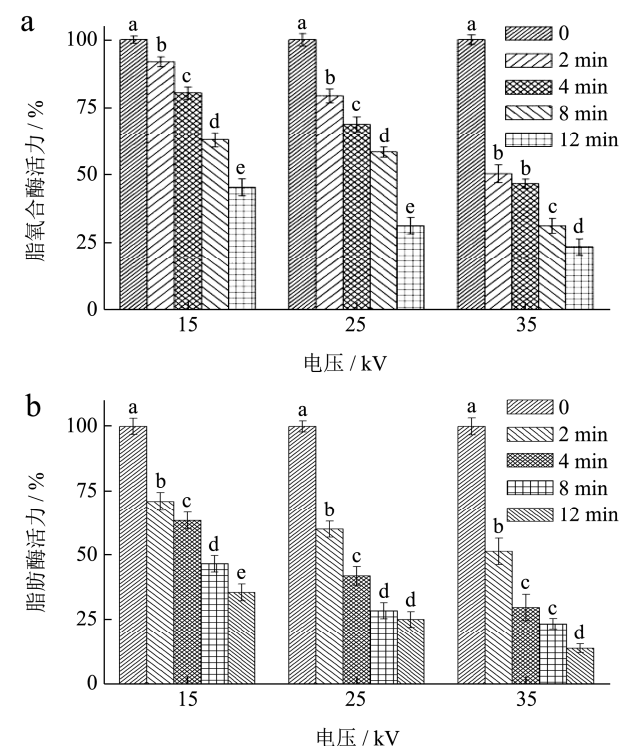 a
脂氧合酶活力 / %
100
75
50
25
0
a b c d e
a b c d e
a b b c d
0
2 min
4 min
8 min
12 min
15 25 35
电压 / kV
b
脂肪酶活力 / %
100
75
50
25
0
a b c d e
a b c d d
a b c c d
0
2 min
4 min
8 min
12 min
15 25 35
电压 / kV